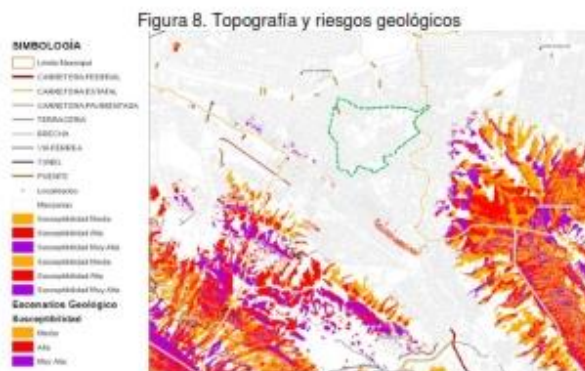 Figura 8. Topografía y riesgos geológicos
SIMBOLOGÍA
Límite Municipal
CARRETERA FEDERAL
CARRETERA ESTATAL
CARRETERA PAVIMENTADA
TERRACERIA
BRECHA
VIA FERREA
TUNEL
PUENTE
Localidades
Manzanas
Susceptibilidad Media
Susceptibilidad Alta
Susceptibilidad Muy Alta
Susceptibilidad Media
Susceptibilidad Alta
Susceptibilidad Muy Alta
Escenarios Geológico
Susceptibilidad
Media
Alta
Muy Alta